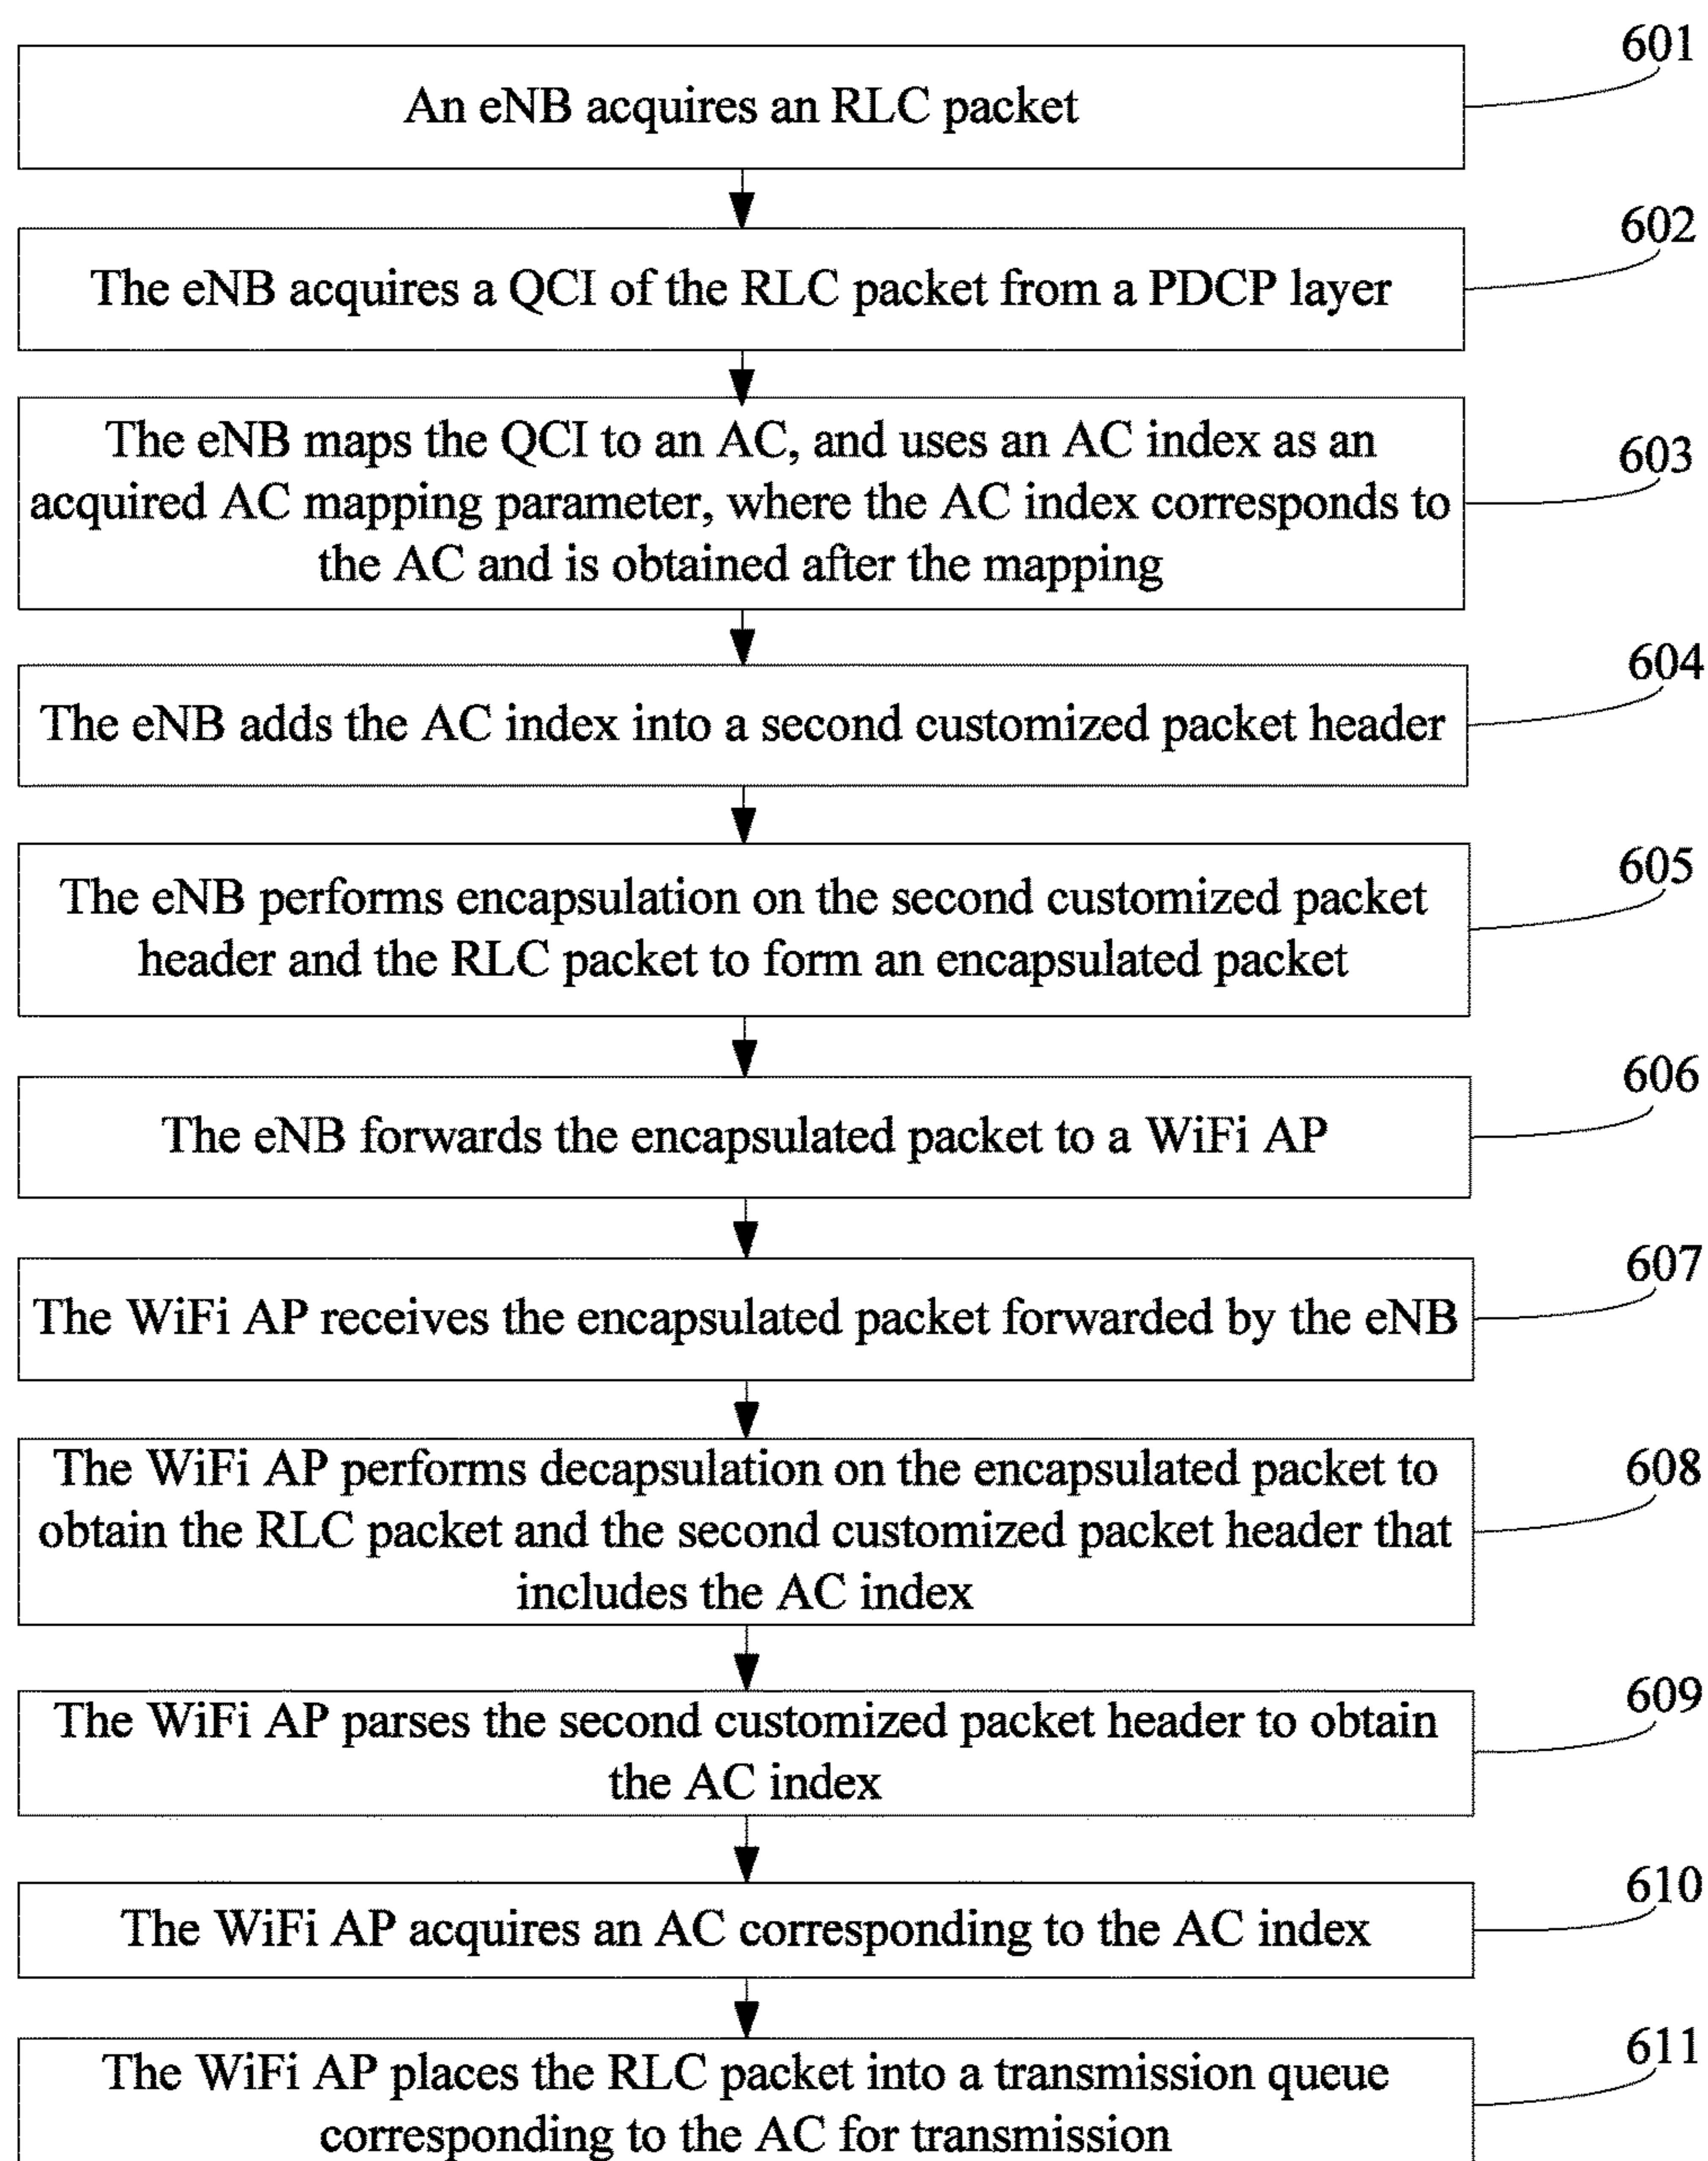 601
An eNB acquires an RLC packet
602
The eNB acquires a QCI of the RLC packet from a PDCP layer
The eNB maps the QCI to an AC, and uses an AC index as an
acquired AC mapping parameter, where the AC index corresponds to
the AC and is obtained after the mapping
603
604
The eNB adds the AC index into a second customized packet header
605
The eNB performs encapsulation on the second customized packet
header and the RLC packet to form an encapsulated packet
606
The eNB forwards the encapsulated packet to a WiFi AP
607
The WiFi AP receives the encapsulated packet forwarded by the eNB
The WiFi AP performs decapsulation on the encapsulated packet to
obtain the RLC packet and the second customized packet header that
includes the AC index
608
609
The WiFi AP parses the second customized packet header to obtain
the AC index
610
The WiFi AP acquires an AC corresponding to the AC index
611
The WiFi AP places the RLC packet into a transmission queue
corresponding to the AC for transmission